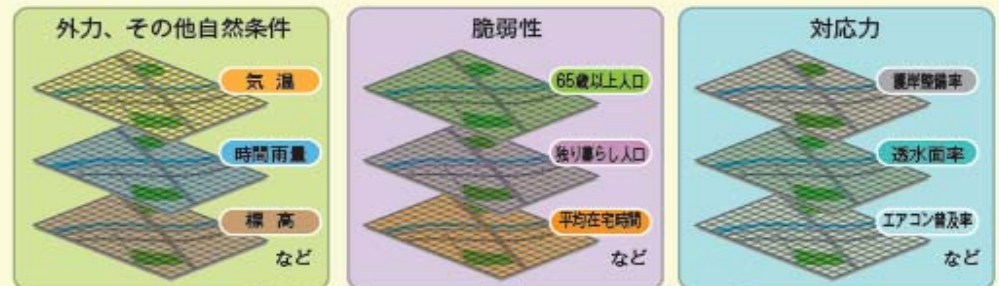 外力、その他自然条件
気 温
時間雨量
標 高
など
脆弱性
65歳以上人口
独り暮らし人口
平均在宅時間
など
対応力
護岸整備率
透水面率
エアコン普及率
など